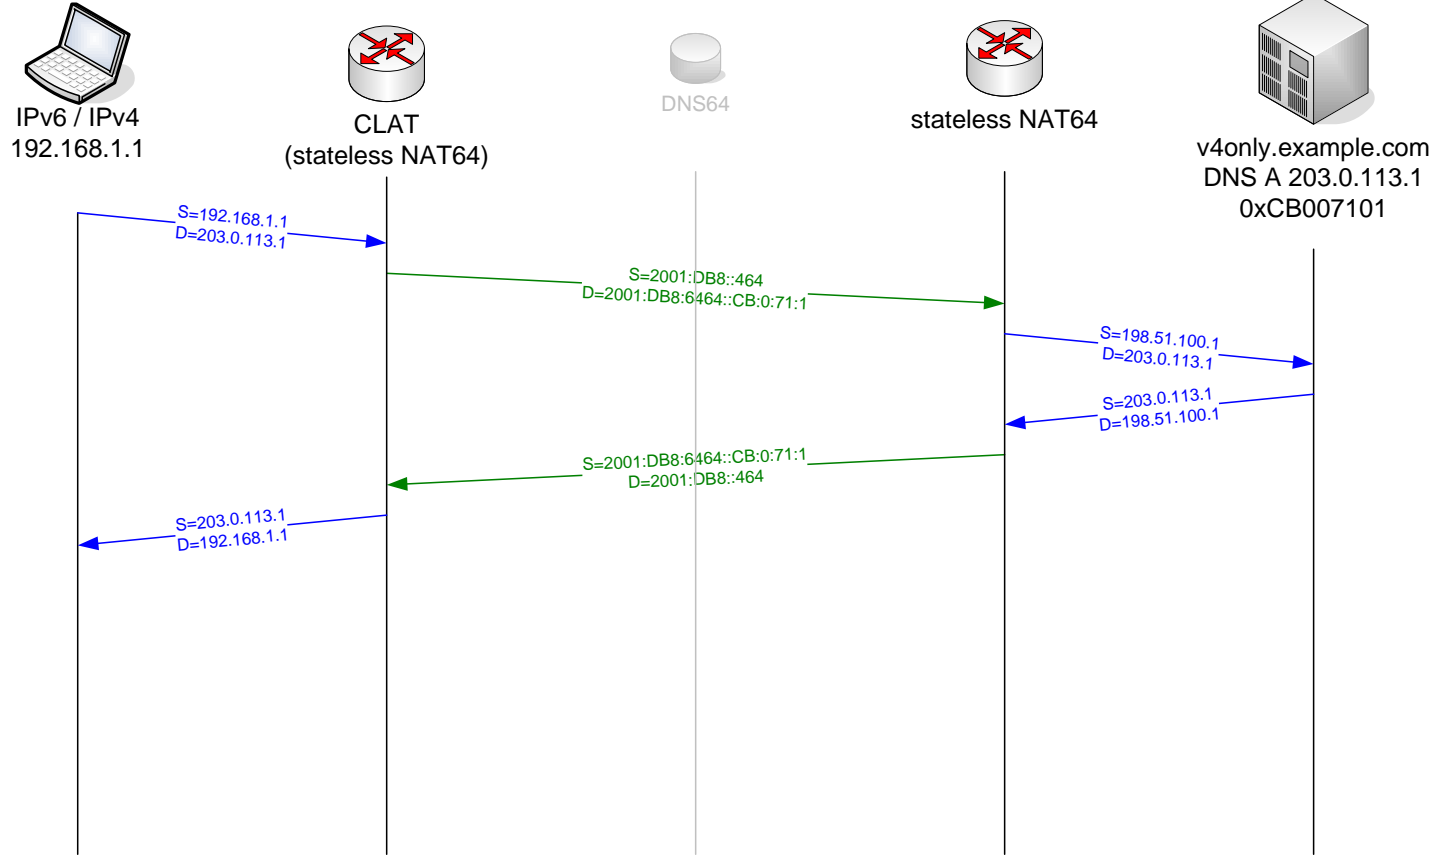 IPv6 / IPv4
192.168.1.1
CLAT
(stateless NAT64)
DNS64
stateless NAT64
v4only.example.com
DNS A 203.0.113.1
0xCB007101
S=192.168.1.1
D=203.0.113.1
S=2001:DB8::464
D=2001:DB8:6464::CB:0:71:1
S=198.51.100.1
D=203.0.113.1
S=203.0.113.1
D=198.51.100.1
S=2001:DB8:6464::CB:0:71:1
D=2001:DB8::464
S=203.0.113.1
D=192.168.1.1